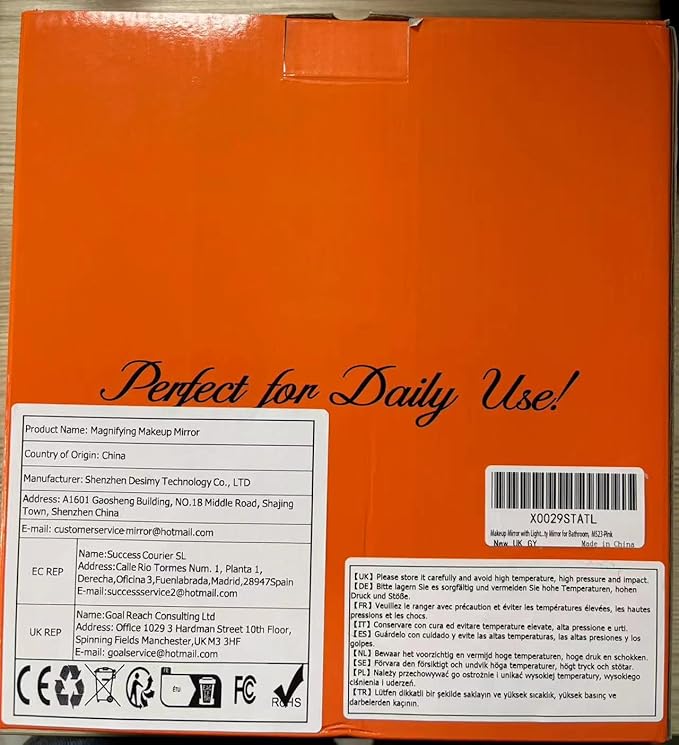 Perfect for Daily Use!
Product Name: Magnifying Makeup Mirror
Country of Origin: China
Manufacturer: Shenzhen Desimy Technology Co., LTD
Address: A1601 Gaosheng Building, NO.18 Middle Road, Shajing
Town, Shenzhen China
E-mail: customerservicemirror@hotmail.com
EC REP
Name:Success Courier SL
Address:Calle Rio Tormes Num. 1, Planta 1,
Derecha,Oficina 3,Fuenlabrada,Madrid,28947Spain
E-mail:successservice2@hotmail.com
UK REP
Name:Goal Reach Consulting Ltd
Address: Office 1029 3 Hardman Street 10th Floor,
Spinning Fields Manchester,UK M3 3HF
E-mail: goalservice@hotmail.com
CE
FC
RoHS
X0029STATL
Makeup Mirror with Light...ty Mirror for Bathroom, M523-Pink
New UK GY Made in China
[UK] Please store it carefully and avoid high temperature, high pressure and impact.
[DE] Bitte lagern Sie es sorgfältig und vermeiden Sie hohe Temperaturen, hohen
Druck und Stöße.
[FR] Veuillez le ranger avec précaution et éviter les températures élevées, les hautes
pressions et les chocs.
[IT] Conservare con cura ed evitare temperature elevate, alta pressione e urti.
[ES] Guárdelo con cuidado y evite las altas temperaturas, las altas presiones y los
golpes.
[NL] Bewaar het voorzichtig en vermijd hoge temperaturen, hoge druk en schokken.
[SE] Förvara den försiktigt och undvik höga temperaturer, högt tryck och stötar.
[PL] Należy przechowywać go ostrożnie i unikać wysokiej temperatury, wysokiego
ciśnienia i uderzeń.
[TR] Lütfen dikkatli bir şekilde saklayın ve yüksek sıcaklık, yüksek basınç ve
darbelerden kaçının.